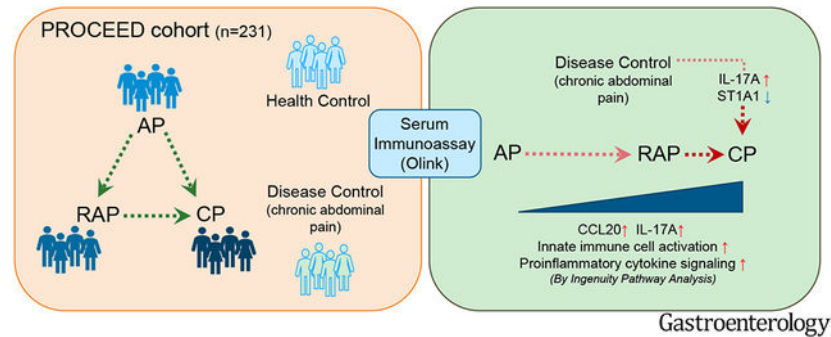 PROCEED cohort (n=231)
AP
RAP
CP
Health Control
Disease Control
(chronic abdominal
pain)
Serum
Immunoassay
(Olink)
Disease Control
(chronic abdominal
pain)
IL-17A ↑
ST1A1 ↓
AP
RAP
CP
CCL20↑ IL-17A↑
Innate immune cell activation ↑
Proinflammatory cytokine signaling ↑
(By Ingenuity Pathway Analysis)
Gastroenterology